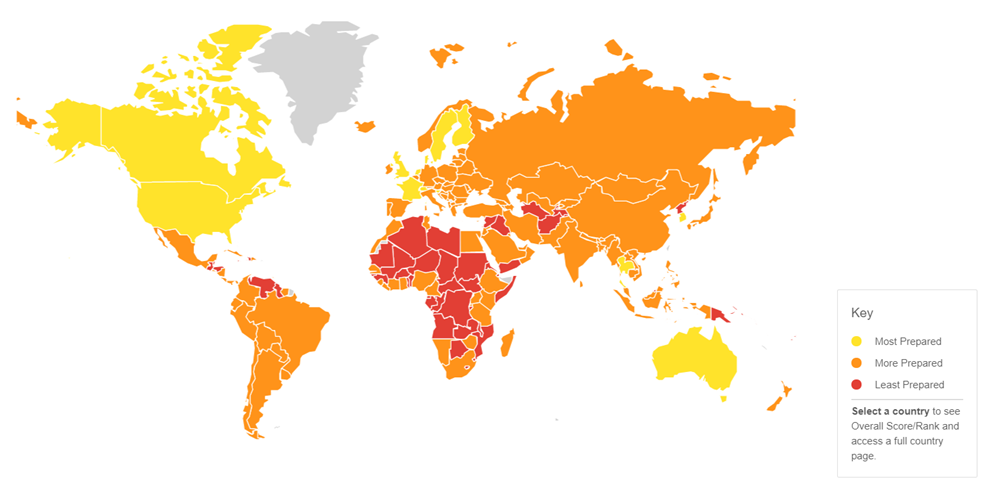 Key
Most Prepared
More Prepared
Least Prepared
Select a country to see
Overall Score/Rank and
access a full country
page.